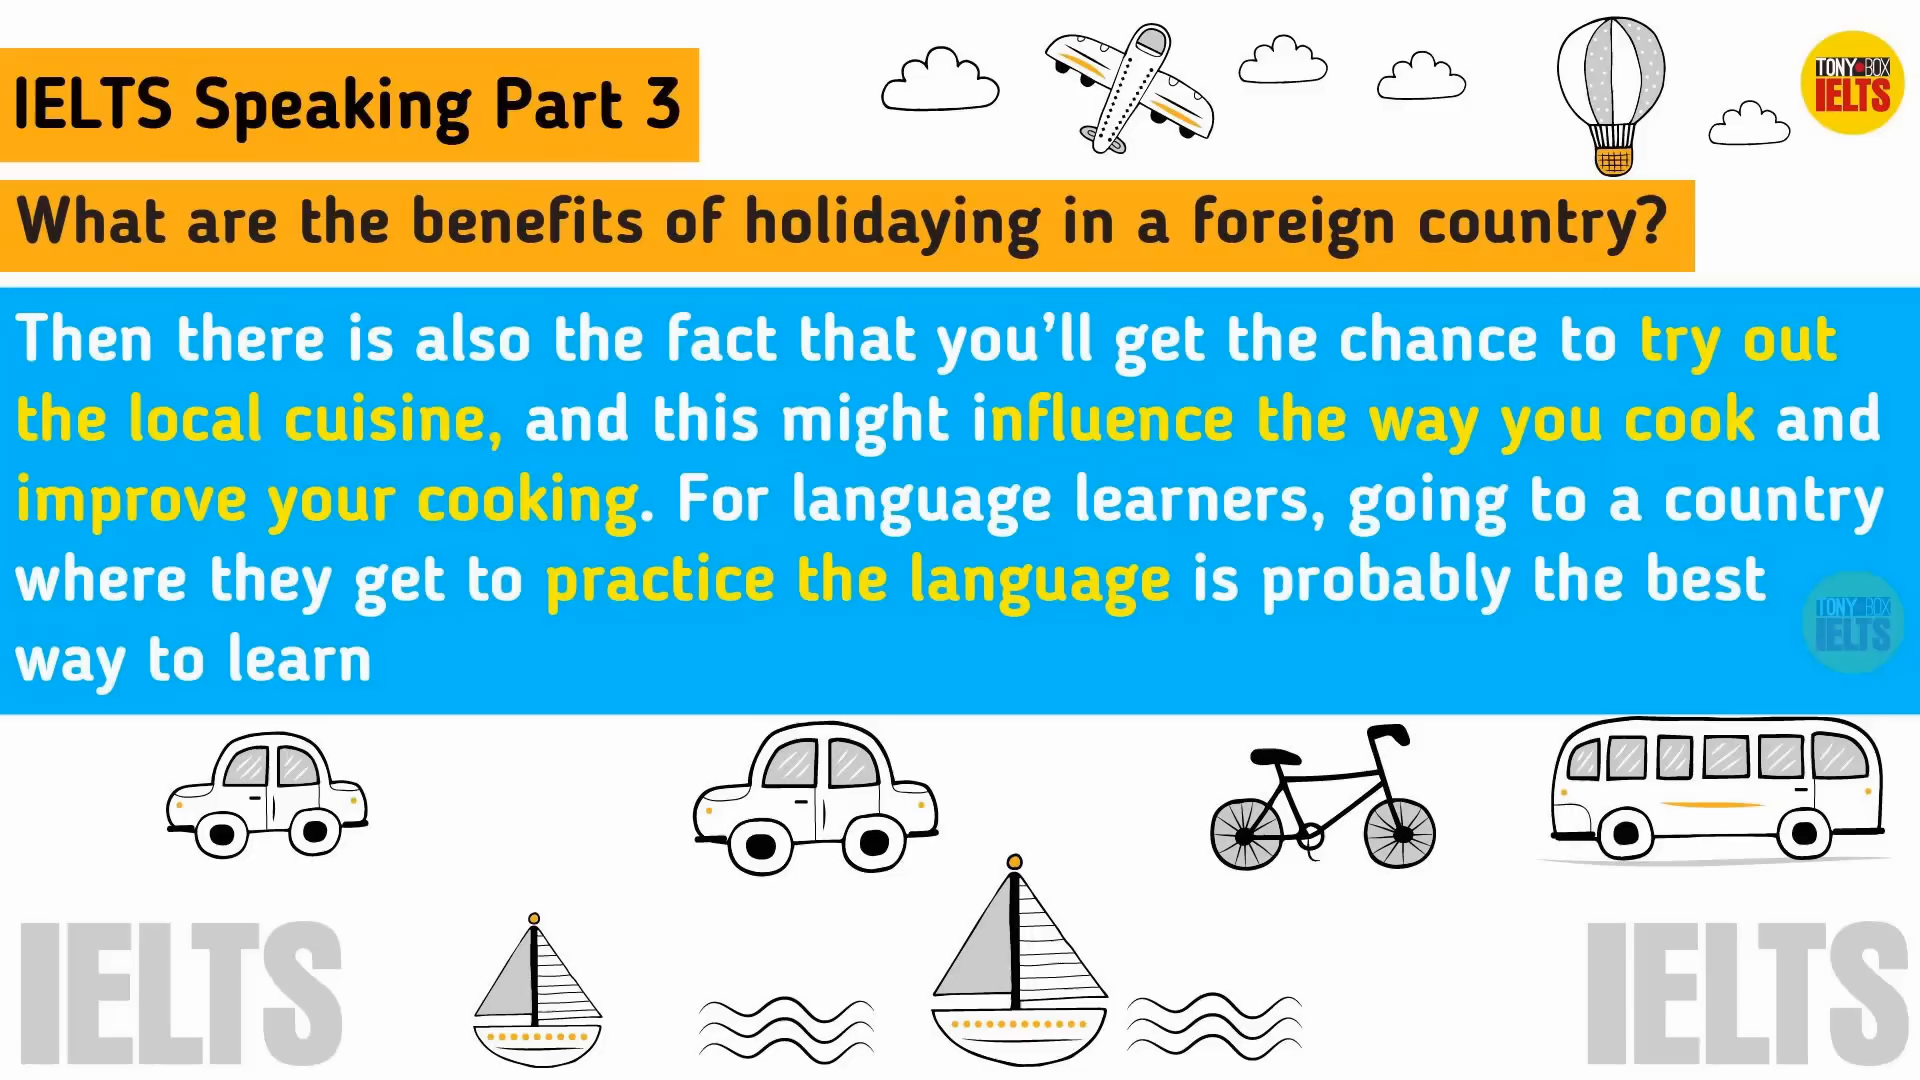 IELTS Speaking Part 3
TONY BOX
IELTS
What are the benefits of holidaying in a foreign country?
Then there is also the fact that you’ll get the chance to try out
the local cuisine, and this might influence the way you cook and
improve your cooking. For language learners, going to a country
where they get to practice the language is probably the best
way to learn
TONY BOX
IELTS
IELTS
IELTS